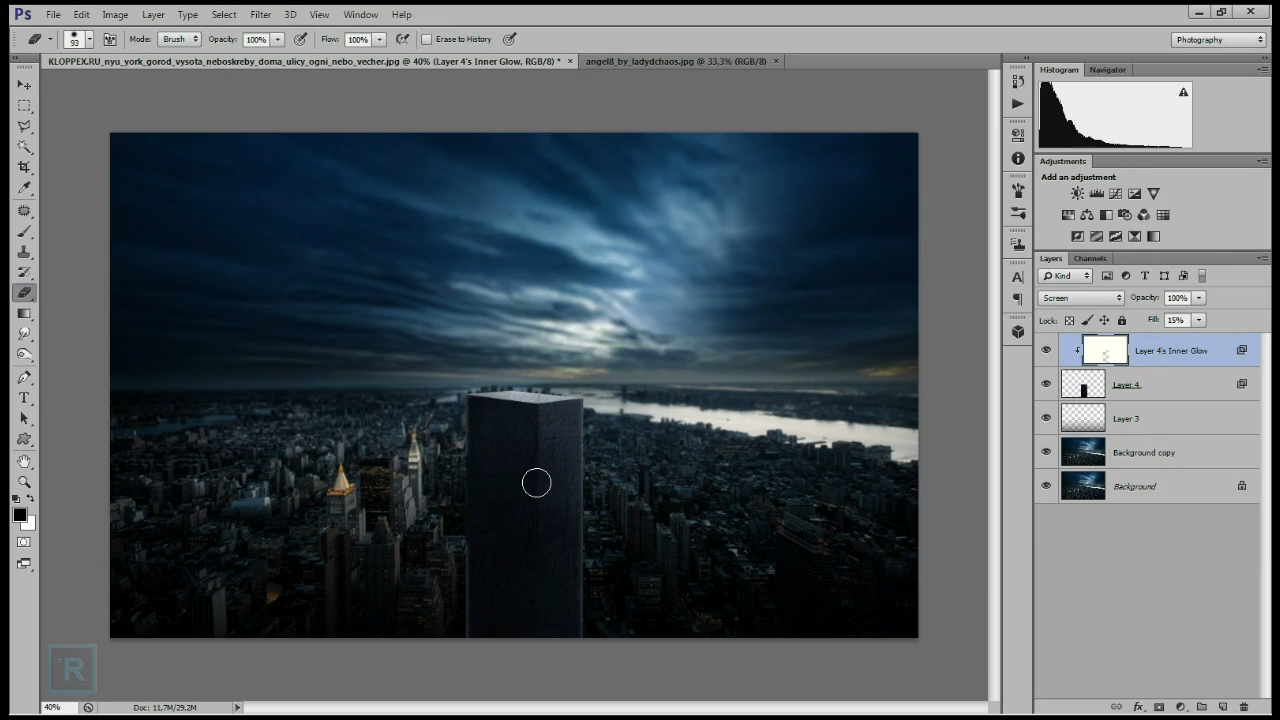 Ps File Edit Image Layer Type Select Filter 3D View Window Help
93 Mode: Brush Opacity: 100% Flow: 100% Erase to History Photography
KLOPPEX.RU_nyu_york_gorod_vysota_neboskreby_doma_ulicy_ogni_nebo_vecher.jpg @ 40% (Layer 4's Inner Glow, RGB/8) * × angel8_by_ladydchaos.jpg @ 33,3% (RGB/8) ×
Histogram Navigator
Adjustments
Add an adjustment
Layers Channels
Kind
Screen Opacity: 100%
Lock: Fill: 15%
Layer 4's Inner Glow
Layer 4
Layer 3
Background copy
Background
R
40% Doc: 11,7M/29,2M